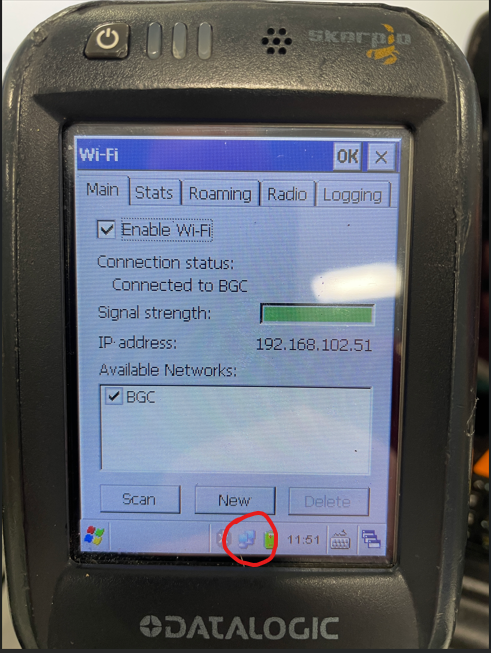 skorpio
Wi-Fi OK
Main Stats Roaming Radio Logging
Enable Wi-Fi
Connection status:
Connected to BGC
Signal strength:
IP address: 192.168.102.51
Available Networks:
BGC
Scan New Delete
11:51
DATALOGIC